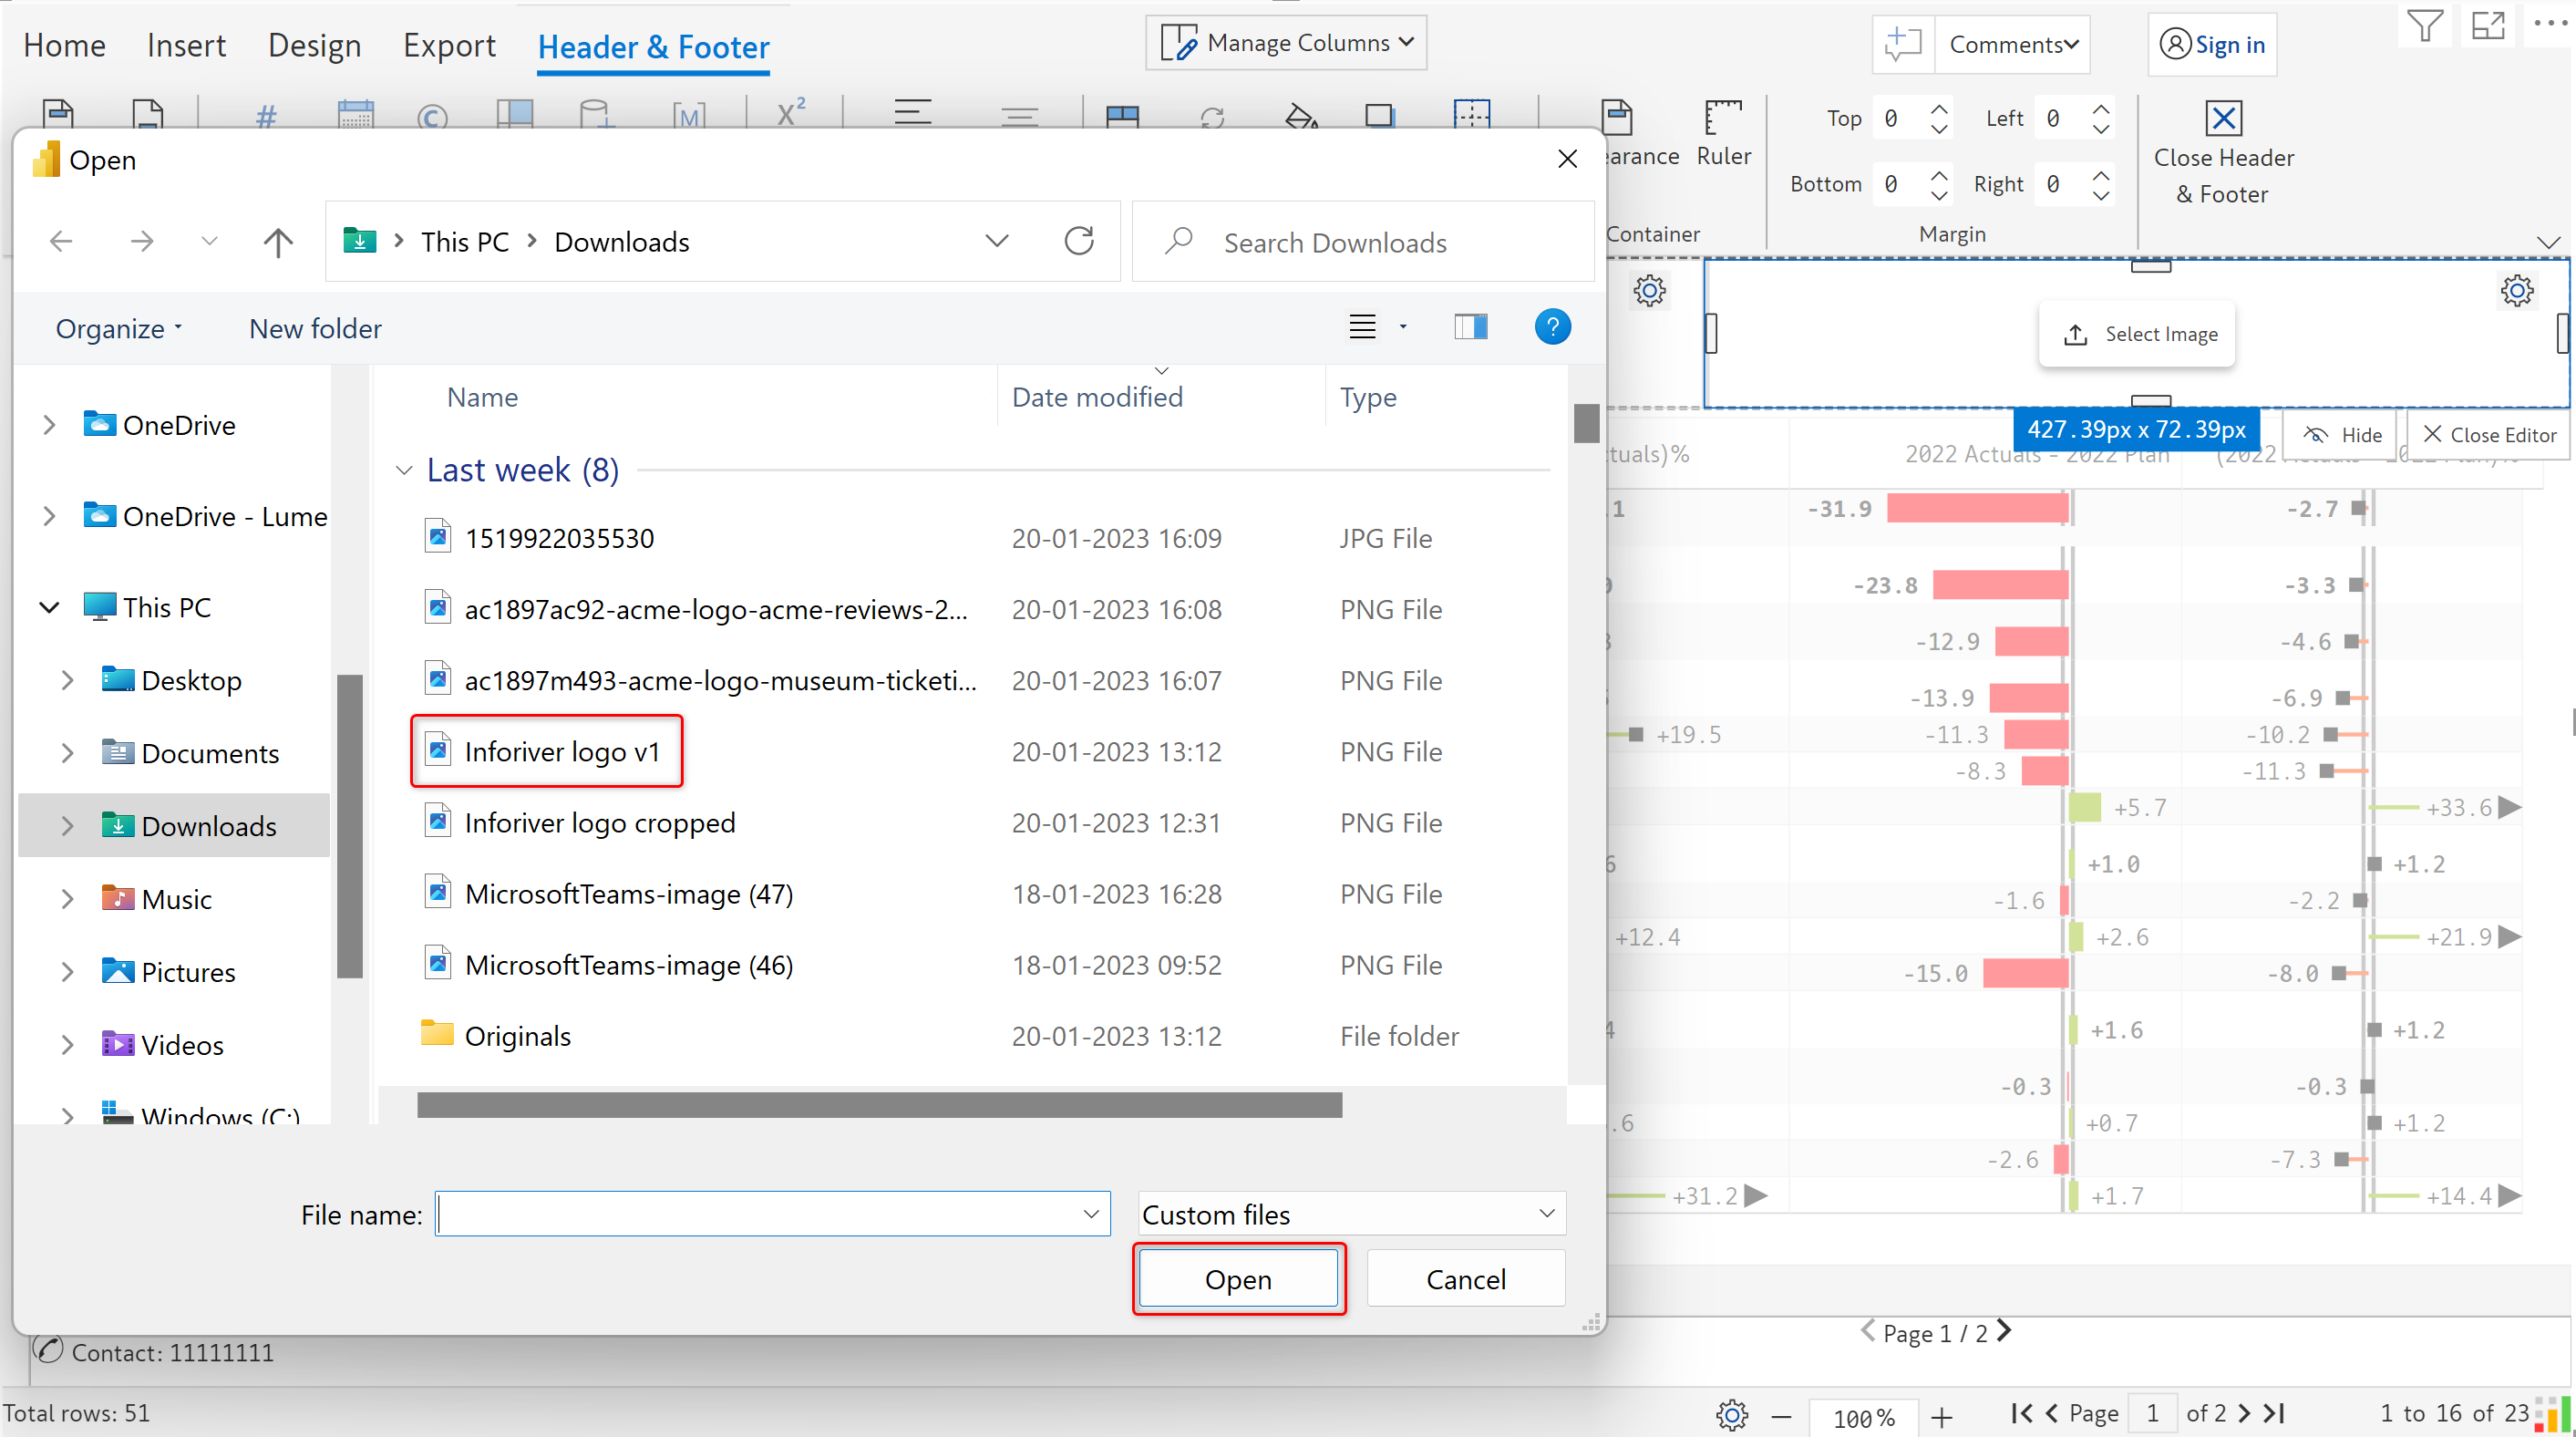 Home Insert Design Export Header & Footer
Manage Columns
Comments
Sign in
Open
This PC > Downloads
Search Downloads
Organize
New folder
OneDrive
OneDrive - Lume
This PC
Desktop
Documents
Downloads
Music
Pictures
Videos
Windows (C:)
Name Date modified Type
Last week (8)
1519922035530 20-01-2023 16:09 JPG File
ac1897ac92-acme-logo-acme-reviews-2... 20-01-2023 16:08 PNG File
ac1897m493-acme-logo-museum-ticketi... 20-01-2023 16:07 PNG File
Inforiver logo v1 20-01-2023 13:12 PNG File
Inforiver logo cropped 20-01-2023 12:31 PNG File
MicrosoftTeams-image (47) 18-01-2023 16:28 PNG File
MicrosoftTeams-image (46) 18-01-2023 09:52 PNG File
Originals 20-01-2023 13:12 File folder
File name:
Custom files
Open
Cancel
earance
Ruler
Container
Top 0 Left 0
Bottom 0 Right 0
Margin
Close Header
& Footer
Select Image
427.39px x 72.39px
Hide
Close Editor
tuals)% 2022 Actuals - 2022 Plan
.1 -31.9 -2.7
-23.8 -3.3
-12.9 -4.6
-13.9 -6.9
+19.5 -11.3 -10.2
-8.3 -11.3
+5.7 +33.6
+1.0 +1.2
-1.6 -2.2
+12.4 +2.6 +21.9
-15.0 -8.0
+1.6 +1.2
-0.3 -0.3
.6 +0.7 +1.2
-2.6 -7.3
+31.2 +1.7 +14.4
Page 1 / 2
Contact: 11111111
Total rows: 51
100%
Page 1 of 2
1 to 16 of 23